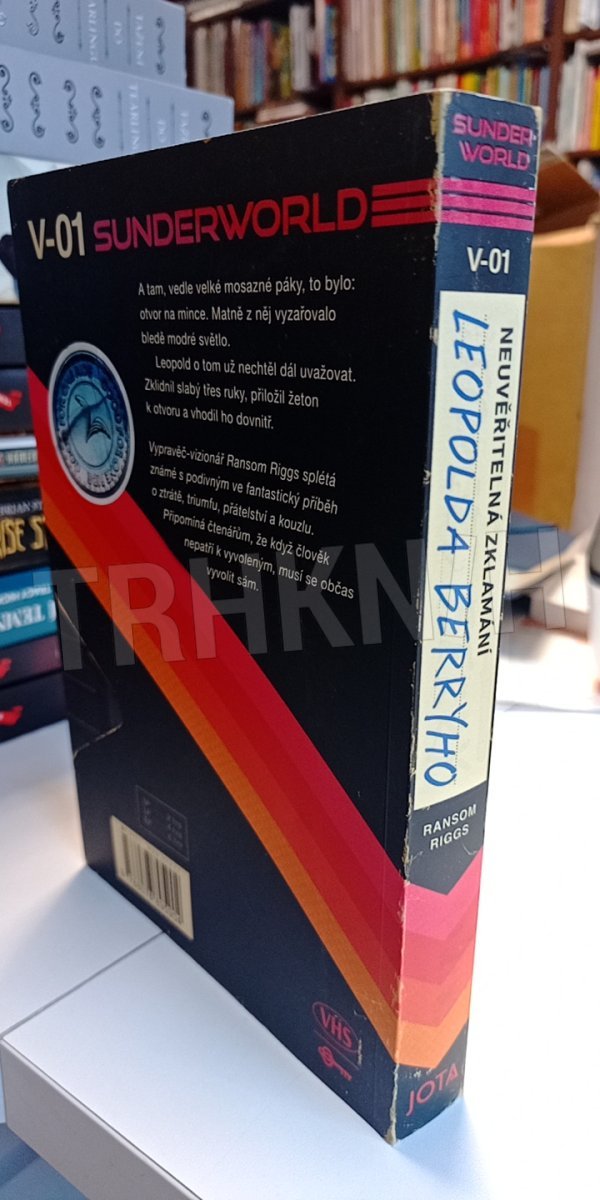 V-01 SUNDERWORLD
A tam, vedle velké mosazné páky, to bylo:
otvor na mince. Matně z něj vyzařovalo
bledě modré světlo.
Leopold o tom už nechtěl dál uvažovat.
Zklidnil slabý třes ruky, přiložil žeton
k otvoru a vhodil ho dovnitř.
Vypravěč-vizionář Ransom Riggs splétá
známé s podivným ve fantastický příběh
o ztrátě, triumfu, přátelství a kouzlu.
Připomíná čtenářům, že když člověk
nepatří k vyvoleným, musí se občas
vyvolit sám.
VHS
SUNDER-
WORLD
V-01
NEUVĚŘITELNÁ ZKLAMÁNÍ
LEOPOLDA BERRYHO
RANSOM
RIGGS
JOTA
TRHKNIH